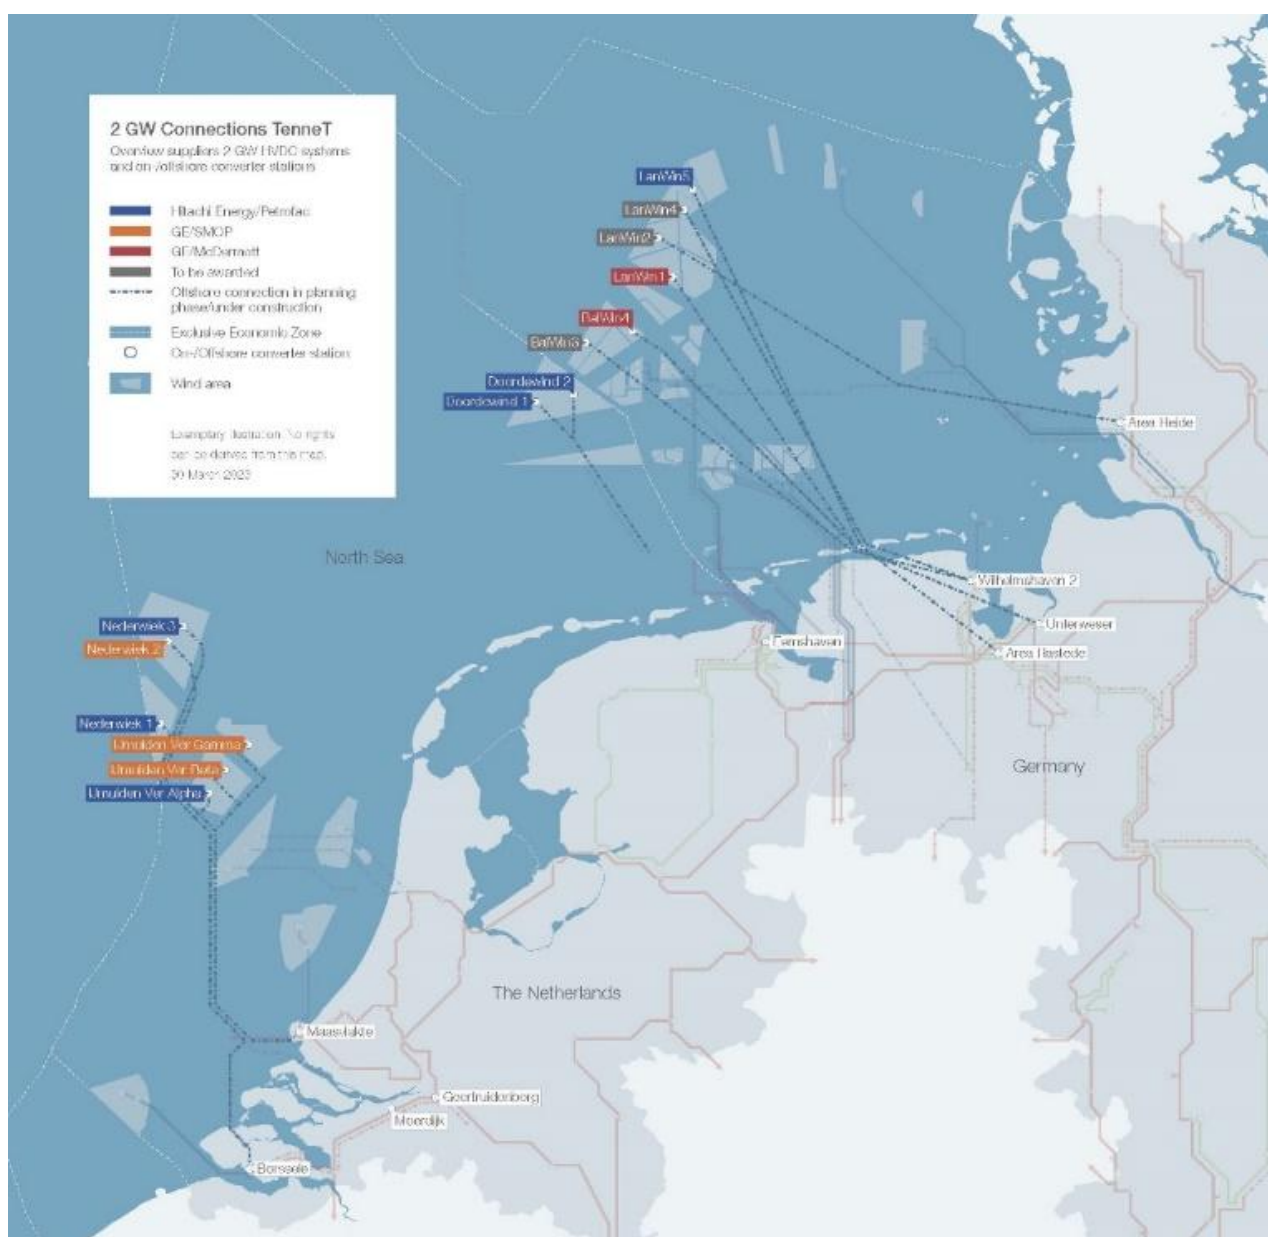 2 GW Connections TenneT
Overview suppliers 2 GW HVDC systems
and on-/offshore converter stations
Hitachi Energy/Petrofac
GE/SMOP
GE/McDermott
To be awarded
Offshore connection in planning
phase/under construction
Exclusive Economic Zone
On-/Offshore converter station
Wind area
Exemplary illustration. No rights
can be derived from this map.
30 March 2023
LanWin5
LanWin4
LanWin2
LanWin1
BalWin4
BalWin3
Doordewind 2
Doordewind 1
Area Heide
North Sea
Wilhelmshaven 2
Unterweser
Area Rastede
Eemshaven
Nederwiek 3
Nederwiek 2
Nederwiek 1
IJmuiden Ver Gamma
IJmuiden Ver Beta
IJmuiden Ver Alpha
Germany
The Netherlands
Maasvlakte
Geertruidenberg
Moerdijk
Borssele